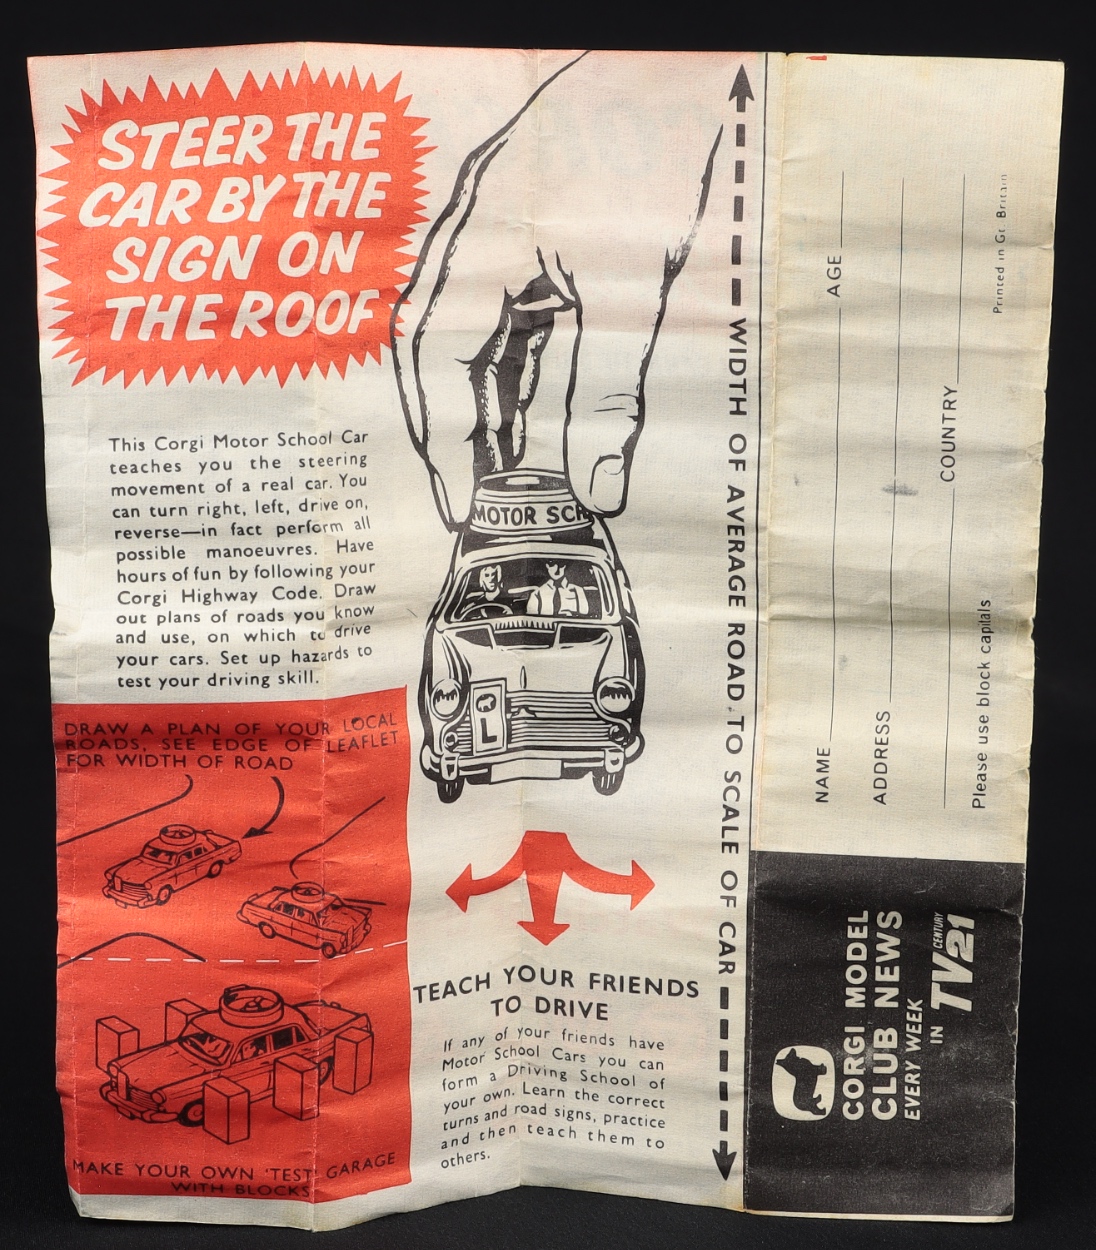 STEER THE
CAR BY THE
SIGN ON
THE ROOF
This Corgi Motor School Car
teaches you the steering
movement of a real car. You
can turn right, left, drive on,
reverse—in fact perform all
possible manoeuvres. Have
hours of fun by following your
Corgi Highway Code. Draw
out plans of roads you know
and use, on which to drive
your cars. Set up hazards to
test your driving skill.
DRAW A PLAN OF YOUR LOCAL
ROADS, SEE EDGE OF LEAFLET
FOR WIDTH OF ROAD
MAKE YOUR OWN 'TEST' GARAGE
WITH BLOCKS
MOTOR SCH
L
TEACH YOUR FRIENDS
TO DRIVE
If any of your friends have
Motor School Cars you can
form a Driving School of
your own. Learn the correct
turns and road signs, practice
and then teach them to
others.
WIDTH OF AVERAGE ROAD TO SCALE OF CAR
NAME AGE
ADDRESS
COUNTRY
Please use block capitals
Printed in Gt. Britain
CORGI MODEL
CLUB NEWS
EVERY WEEK
IN
TV CENTURY 21